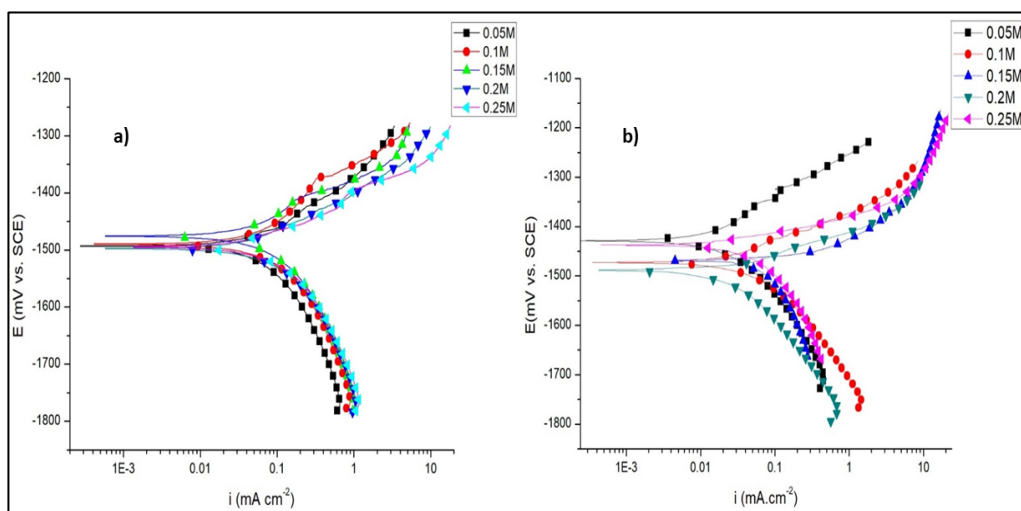 a)
0.05M
0.1M
0.15M
0.2M
0.25M
-1200
-1300
-1400
-1500
-1600
-1700
-1800
E (mV vs. SCE)
1E-3
0.01
0.1
1
10
i (mA cm-2)
b)
0.05M
0.1M
0.15M
0.2M
0.25M
-1100
-1200
-1300
-1400
-1500
-1600
-1700
-1800
E(mV vs. SCE)
1E-3
0.01
0.1
1
10
i (mA.cm-2)